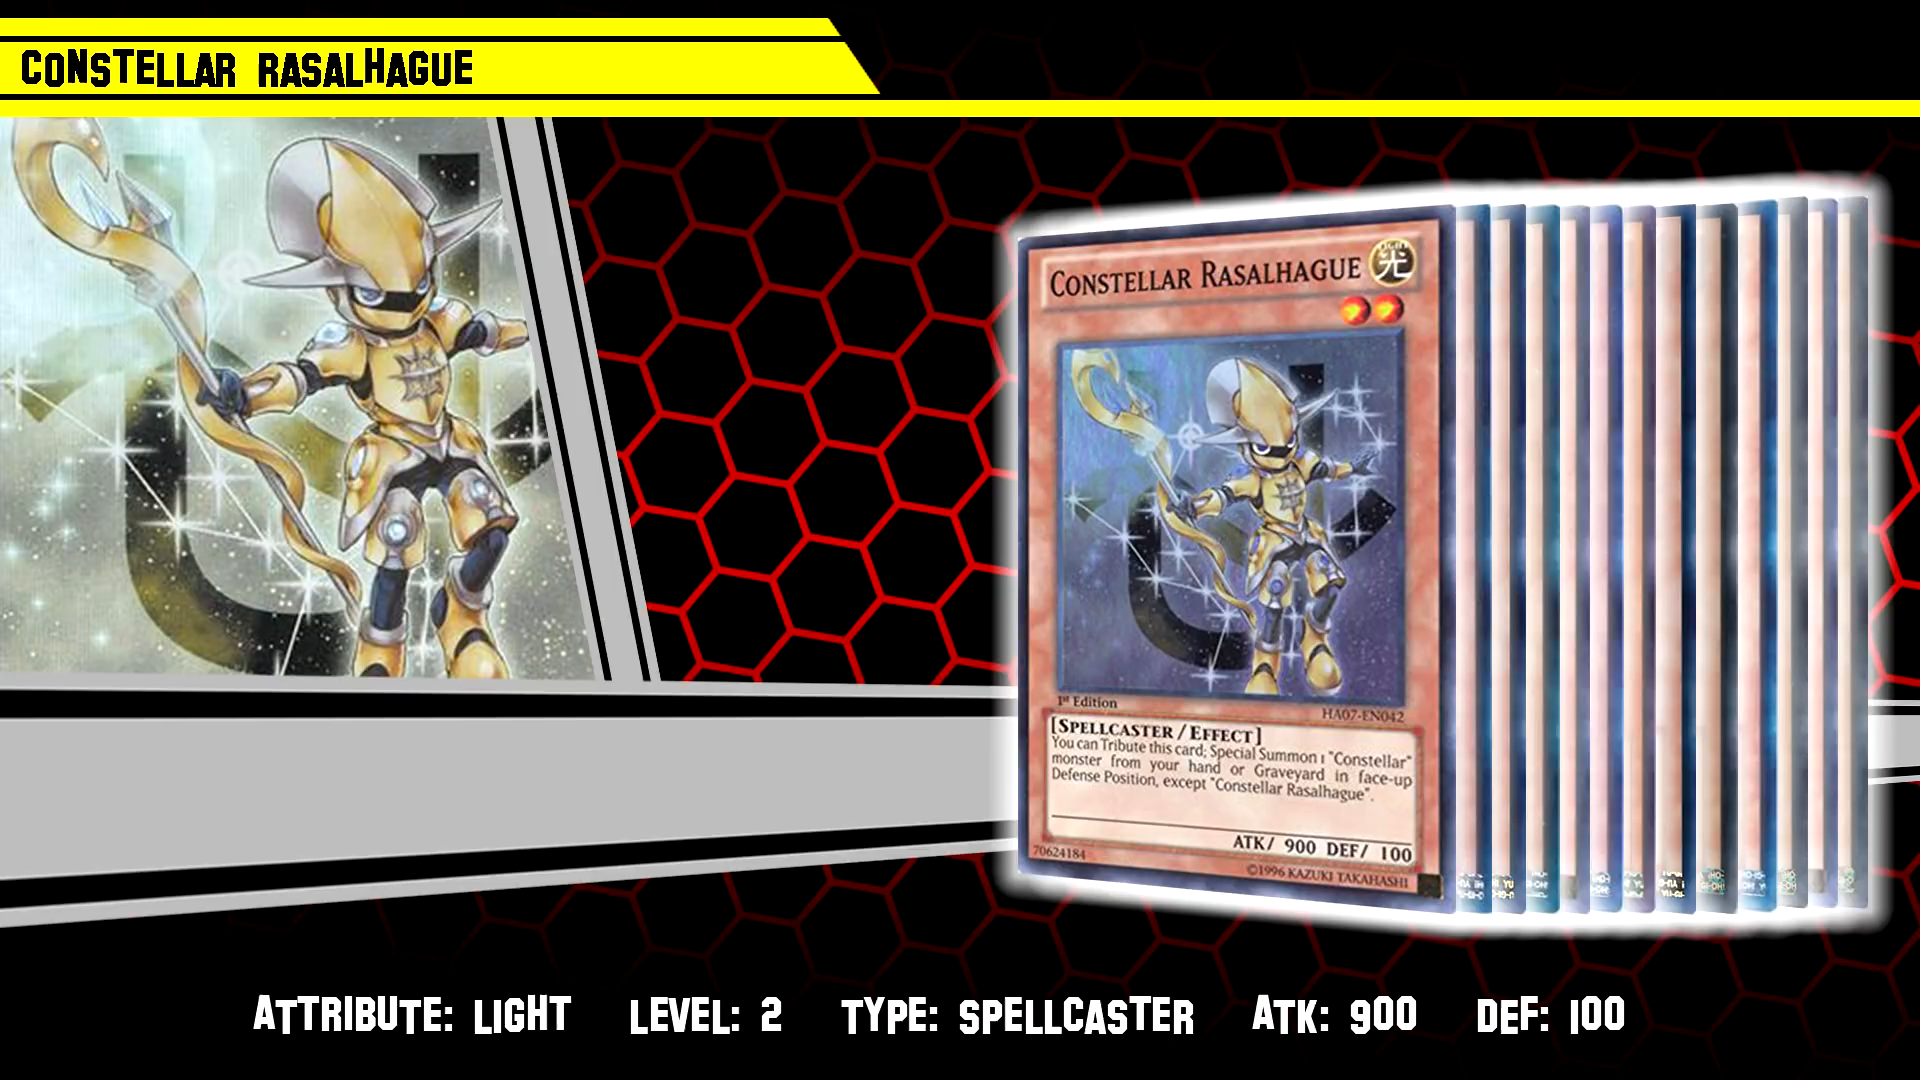 CONSTELLAR RASALHAGUE
CONSTELLAR RASALHAGUE
LIGHT
光
1st Edition
HA07-EN042
[SPELLCASTER / EFFECT]
You can Tribute this card; Special Summon 1 "Constellar"
monster from your hand or Graveyard in face-up
Defense Position, except "Constellar Rasalhague".
ATK/ 900 DEF/ 100
70624184
©1996 KAZUKI TAKAHASHI
ATTRIBUTE: LIGHT LEVEL: 2 TYPE: SPELLCASTER ATK: 900 DEF: 100